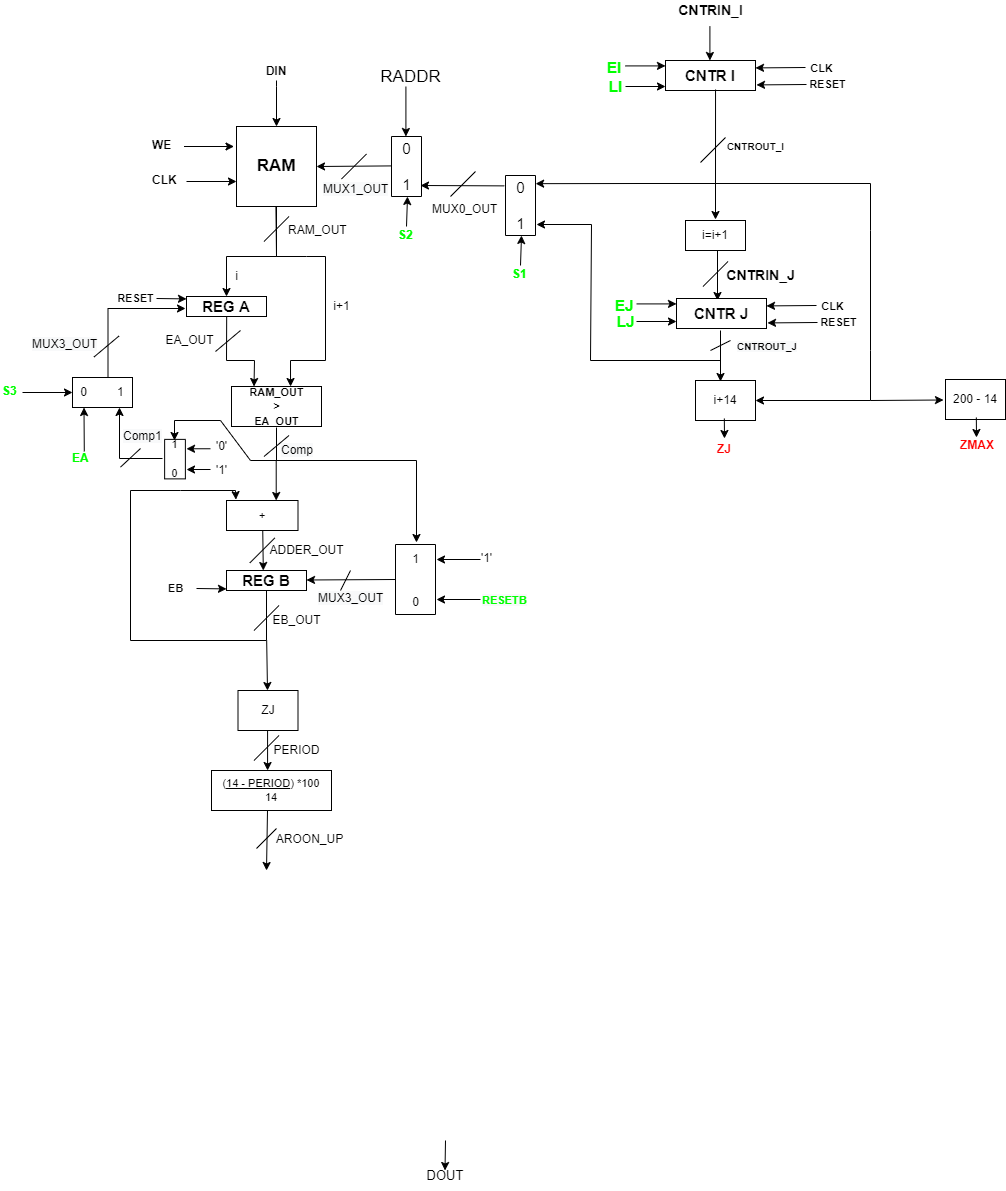 CNTRIN_I
DIN
RADDR
EI
CNTR I
CLK
LI
RESET
WE
RAM
0
CLK
MUX1_OUT
1
MUX0_OUT
0
CNTROUT_I
S2
1
RAM_OUT
i=i+1
S1
i
CNTRIN_J
RESET
REG A
i+1
EJ
CNTR J
CLK
LJ
RESET
MUX3_OUT
EA_OUT
CNTROUT_J
S3
0 1
RAM_OUT
>
EA_OUT
i+14
200 - 14
Comp1
1
'0'
Comp
ZJ
ZMAX
EA
0
'1'
+
ADDER_OUT
1
'1'
EB
REG B
MUX3_OUT
0
RESETB
EB_OUT
ZJ
PERIOD
(14 - PERIOD) *100
14
AROON_UP
DOUT